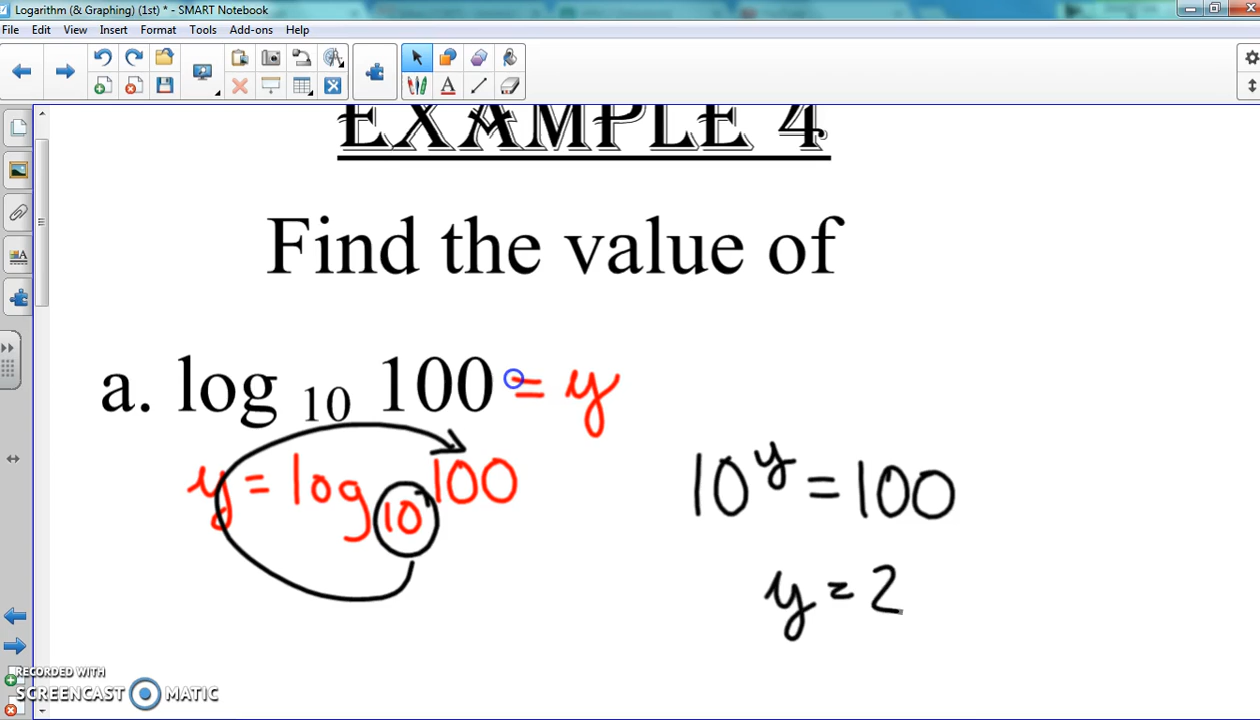 Logarithm (& Graphing) (1st) * - SMART Notebook
File Edit View Insert Format Tools Add-ons Help
EXAMPLE 4
Find the value of
a. log 10 100 = y
y = log 10 100
10^y = 100
y = 2
RECORDED WITH
SCREENCAST MATIC